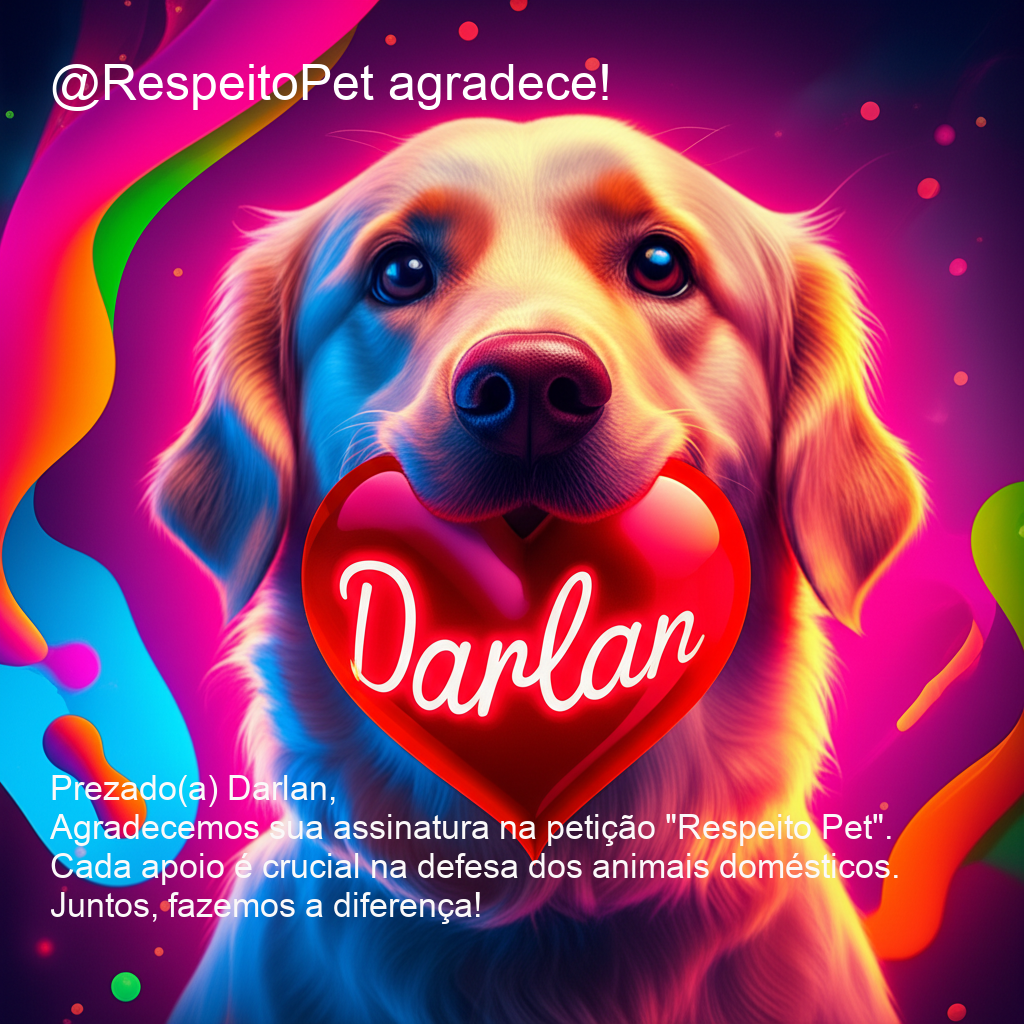 @RespeitoPet agradece!
Darlan
Prezado(a) Darlan,
Agradecemos sua assinatura na petição "Respeito Pet".
Cada apoio é crucial na defesa dos animais domésticos.
Juntos, fazemos a diferença!